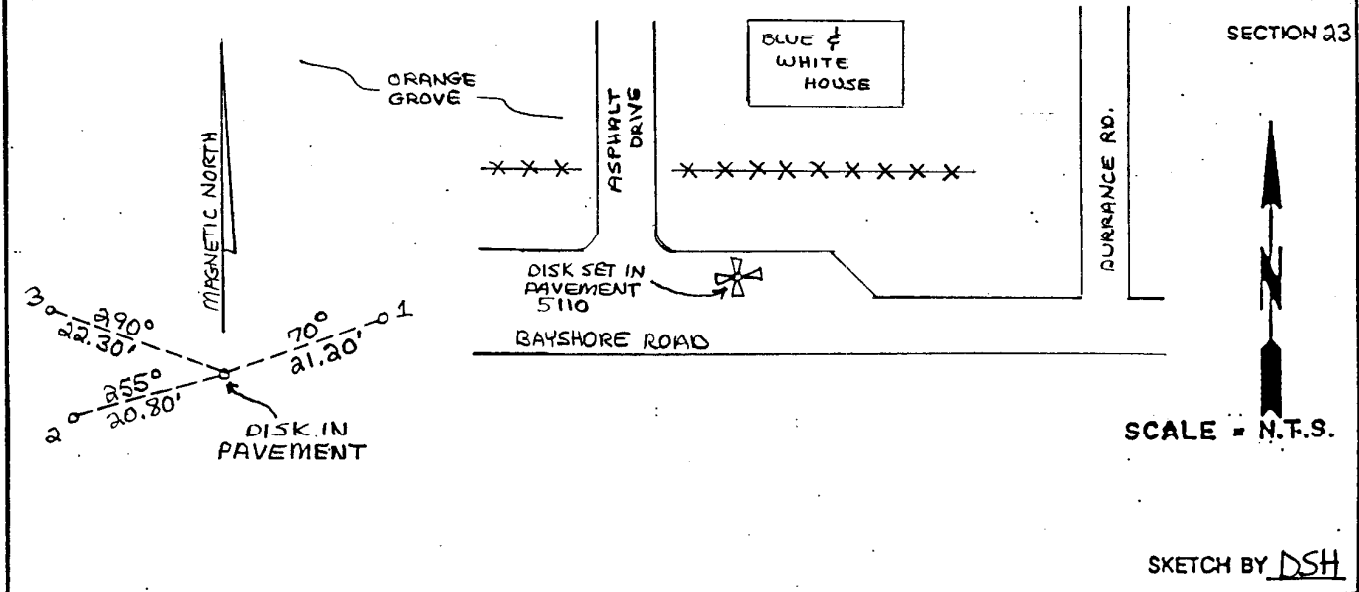 SECTION 23
BLUE &
WHITE
HOUSE
ORANGE
GROVE
ASPHALT
DRIVE
DURRANCE RD.
MAGNETIC NORTH
DISK SET IN
PAVEMENT
5110
BAYSHORE ROAD
N
3
290°
22.30'
70°
21.20'
1
255°
20.80'
2
DISK IN
PAVEMENT
SCALE = N.T.S.
SKETCH BY DSH